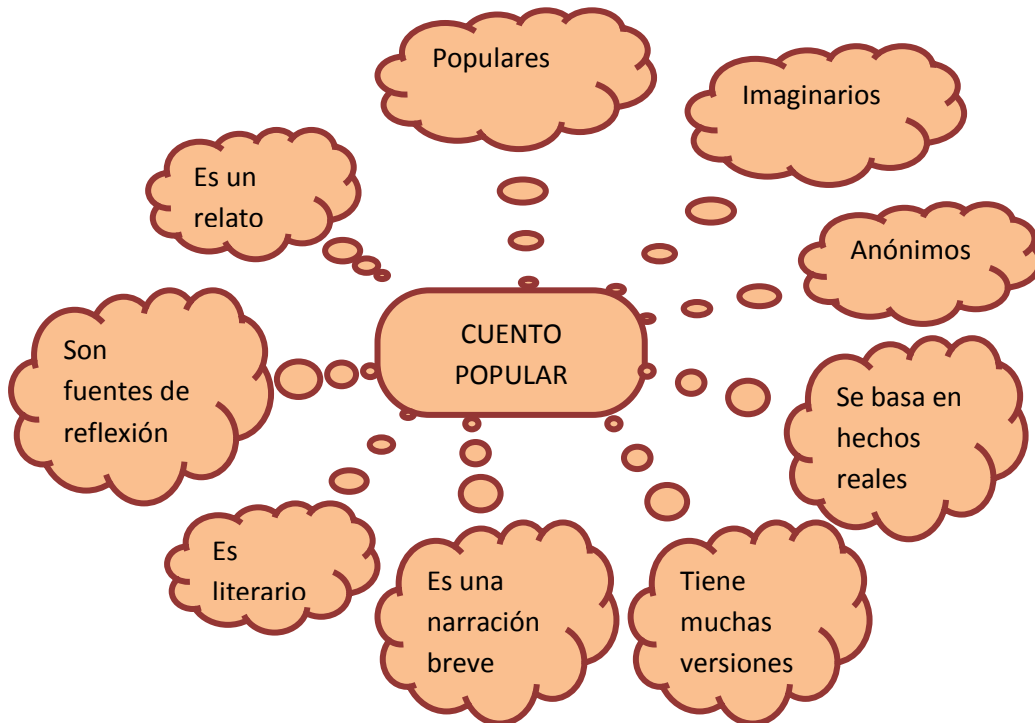 Populares
Imaginarios
Es un
relato
Anónimos
CUENTO
POPULAR
Son
fuentes de
reflexión
Se basa en
hechos
reales
Es
literario
Es una
narración
breve
Tiene
muchas
versiones